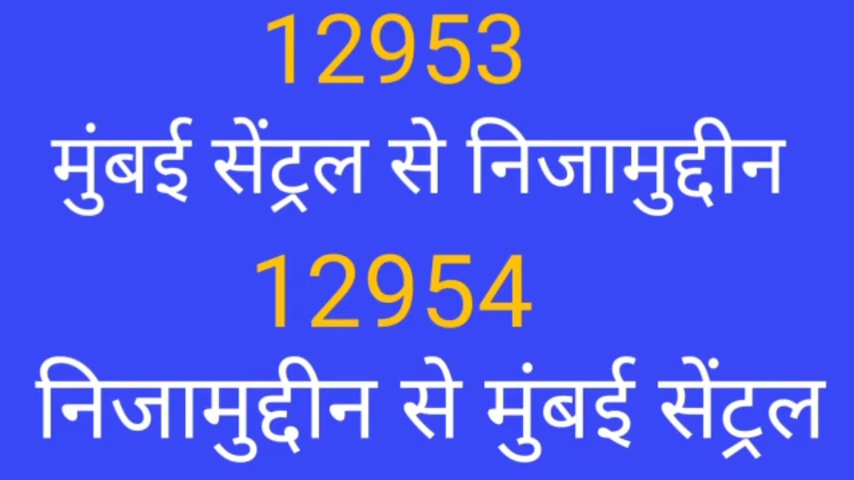 12953
मुंबई सेंट्रल से निजामुद्दीन
12954
निजामुद्दीन से मुंबई सेंट्रल